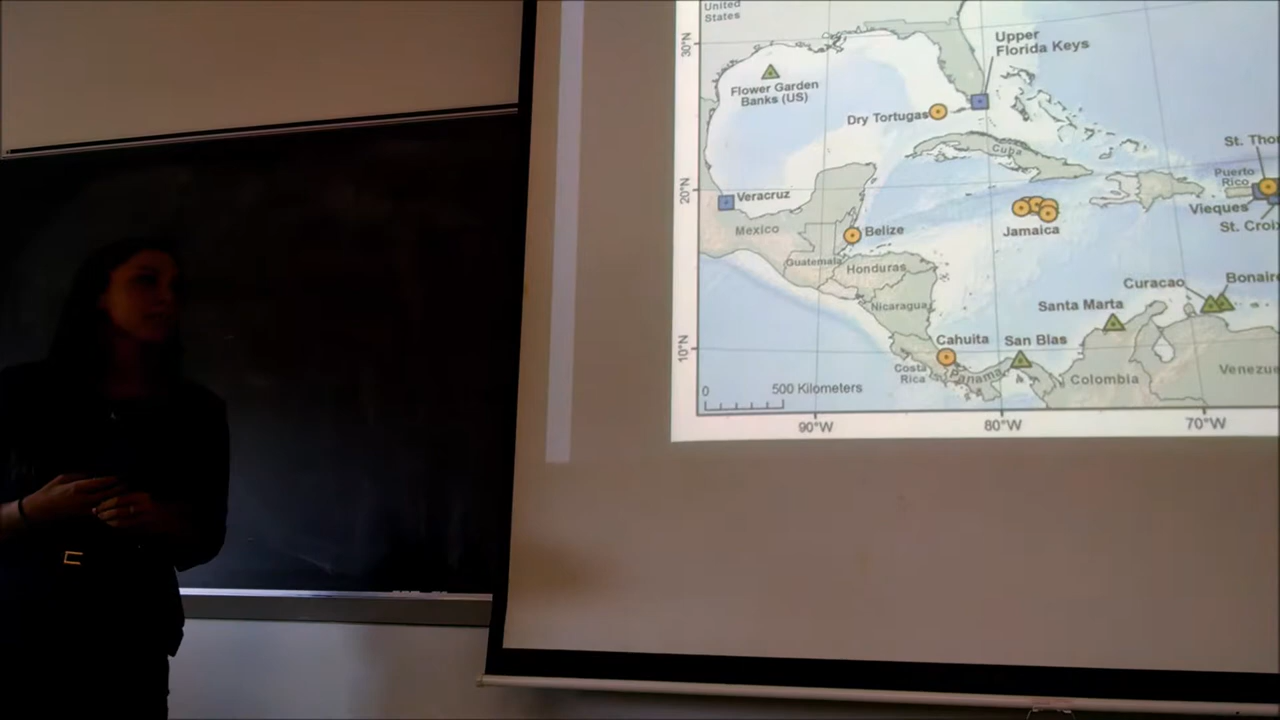 United
States
30°N
Upper
Florida Keys
Flower Garden
Banks (US)
Dry Tortugas
Cuba
St. Tho
Puerto
Rico
20°N
Veracruz
Vieques
St. Croi
Mexico
Belize
Jamaica
Guatemala
Honduras
Curacao
Bonaire
Nicaragua
Santa Marta
10°N
Cahuita
San Blas
Costa
Rica
Panama
Colombia
Venezue
0
500 Kilometers
90°W
80°W
70°W